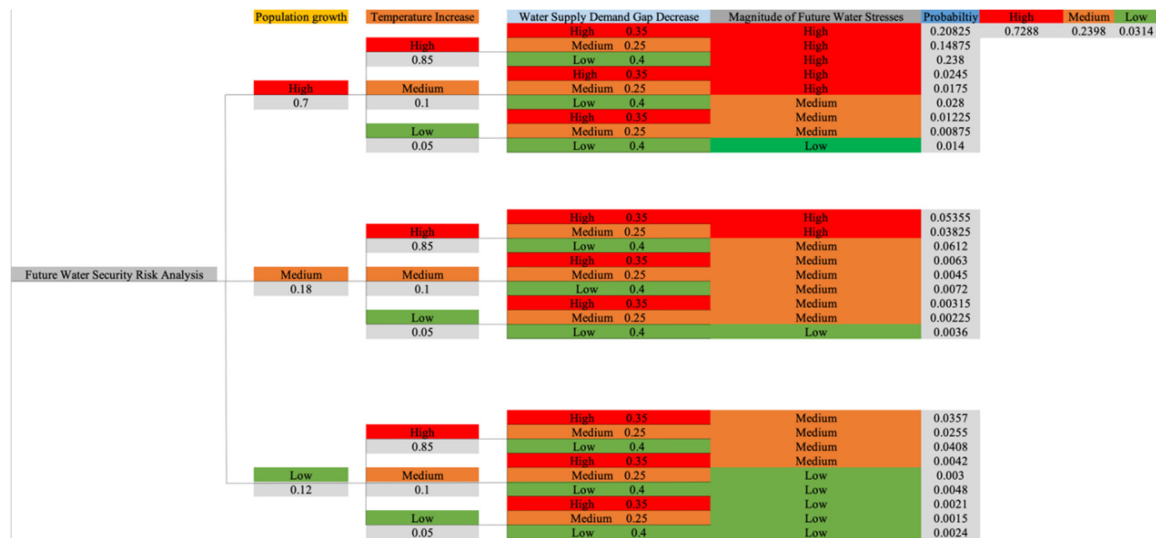 Population growth Temperature Increase Water Supply Demand Gap Decrease Magnitude of Future Water Stresses Probabiltiy High Medium Low
High 0.35 High 0.20825 0.7288 0.2398 0.0314
High Medium 0.25 High 0.14875
0.85 Low 0.4 High 0.238
High 0.35 High 0.0245
High Medium Medium 0.25 High 0.0175
0.7 0.1 Low 0.4 Medium 0.028
High 0.35 Medium 0.01225
Low Medium 0.25 Medium 0.00875
0.05 Low 0.4 Low 0.014
High 0.35 High 0.05355
High Medium 0.25 High 0.03825
0.85 Low 0.4 Medium 0.0612
High 0.35 Medium 0.0063
Future Water Security Risk Analysis Medium Medium Medium 0.25 Medium 0.0045
0.18 0.1 Low 0.4 Medium 0.0072
High 0.35 Medium 0.00315
Low Medium 0.25 Medium 0.00225
0.05 Low 0.4 Low 0.0036
High 0.35 Medium 0.0357
High Medium 0.25 Medium 0.0255
0.85 Low 0.4 Medium 0.0408
High 0.35 Medium 0.0042
Low Medium Medium 0.25 Low 0.003
0.12 0.1 Low 0.4 Low 0.0048
High 0.35 Low 0.0021
Low Medium 0.25 Low 0.0015
0.05 Low 0.4 Low 0.0024